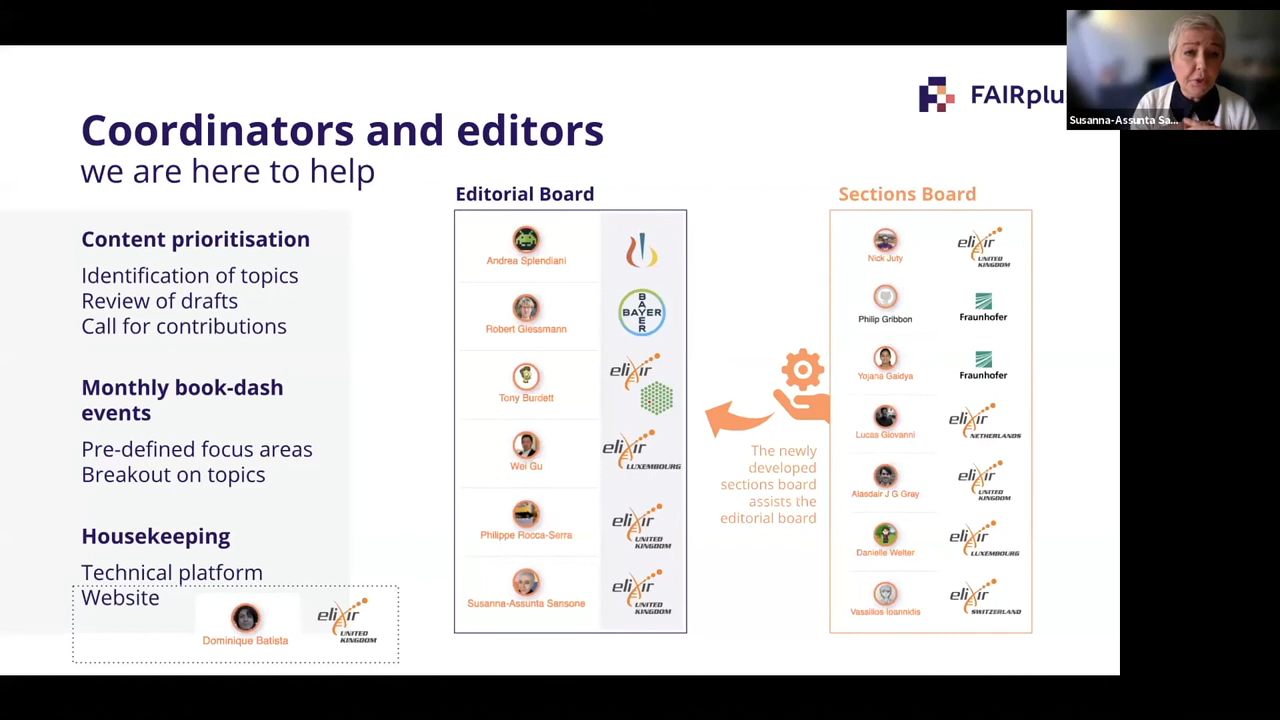 FAIRplu
Susanna-Assunta Sa...
Coordinators and editors
we are here to help
Content prioritisation
Identification of topics
Review of drafts
Call for contributions
Monthly book-dash
events
Pre-defined focus areas
Breakout on topics
Housekeeping
Technical platform
Website
Dominique Batista
elixir
UNITED
KINGDOM
Editorial Board
Andrea Splendiani
Robert Giessmann
BAYER
BAYER
Tony Burdett
elixir
Wei Gu
elixir
LUXEMBOURG
Philippe Rocca-Serra
elixir
UNITED
KINGDOM
Susanna-Assunta Sansone
elixir
UNITED
KINGDOM
The newly
developed
sections board
assists the
editorial board
Sections Board
Nick Juty
elixir
UNITED
KINGDOM
Philip Gribbon
Fraunhofer
Yojana Gadiya
Fraunhofer
Lucas Giovanni
elixir
NETHERLANDS
Alasdair J G Gray
elixir
UNITED
KINGDOM
Danielle Welter
elixir
LUXEMBOURG
Vassilios Ioannidis
elixir
SWITZERLAND